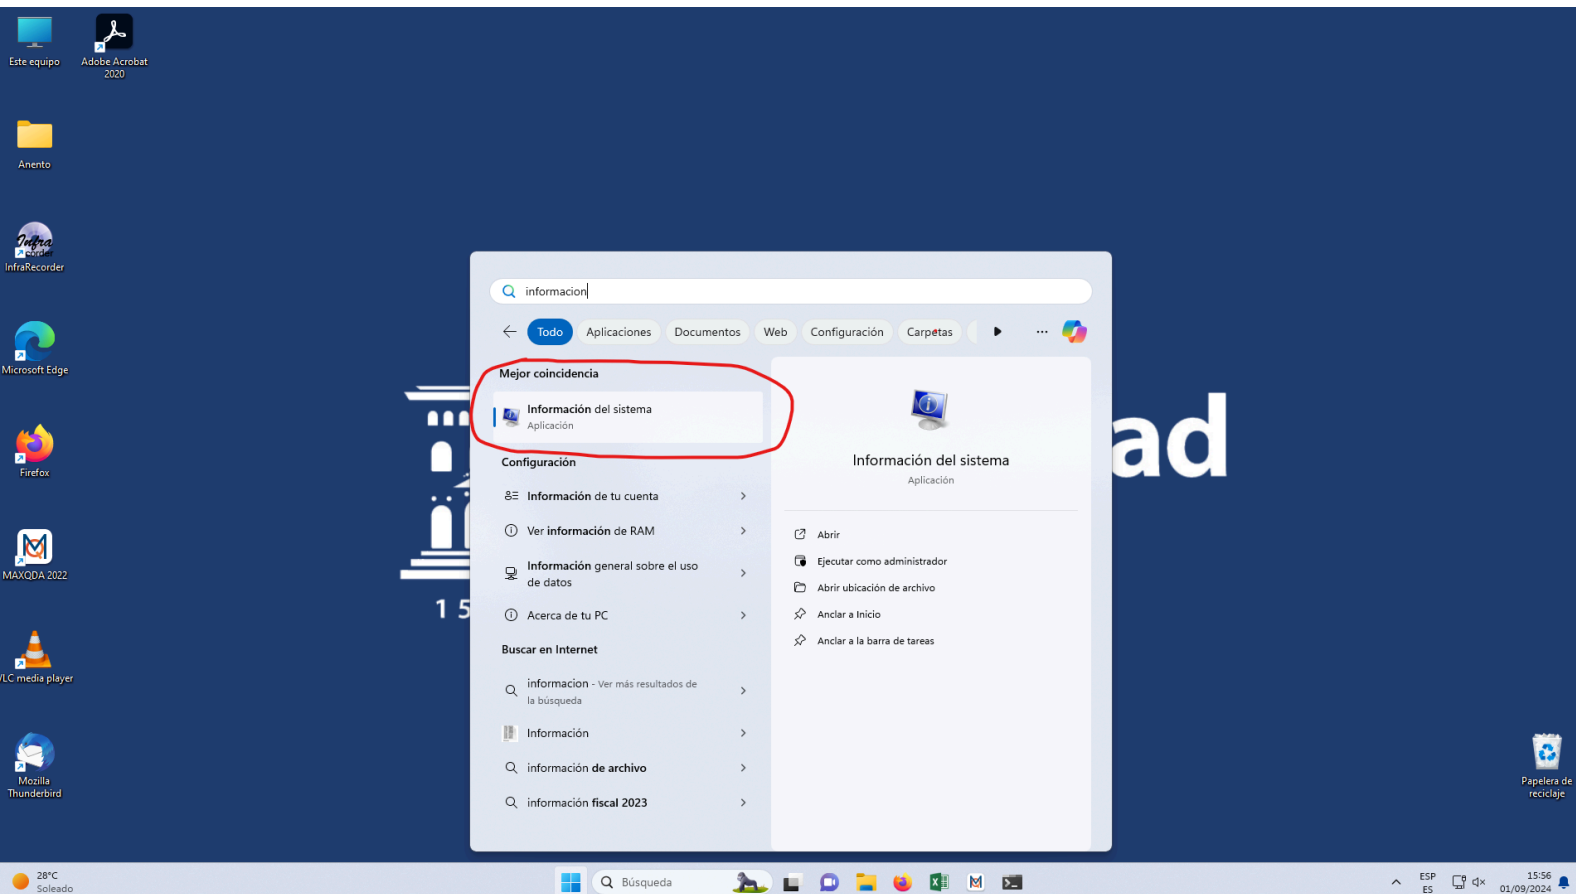 Este equipo
Adobe Acrobat
2020
Anento
InfraRecorder
Microsoft Edge
Firefox
MAXQDA 2022
VLC media player
Mozilla
Thunderbird
informacion
Todo
Aplicaciones
Documentos
Web
Configuración
Carpetas
Mejor coincidencia
Información del sistema
Aplicación
Configuración
Información de tu cuenta
Ver información de RAM
Información general sobre el uso
de datos
Acerca de tu PC
Buscar en Internet
informacion - Ver más resultados de
la búsqueda
Información
información de archivo
información fiscal 2023
Información del sistema
Aplicación
Abrir
Ejecutar como administrador
Abrir ubicación de archivo
Anclar a Inicio
Anclar a la barra de tareas
ad
1 5
Papelera de
reciclaje
28°C
Soleado
Búsqueda
ESP
ES
15:56
01/09/2024